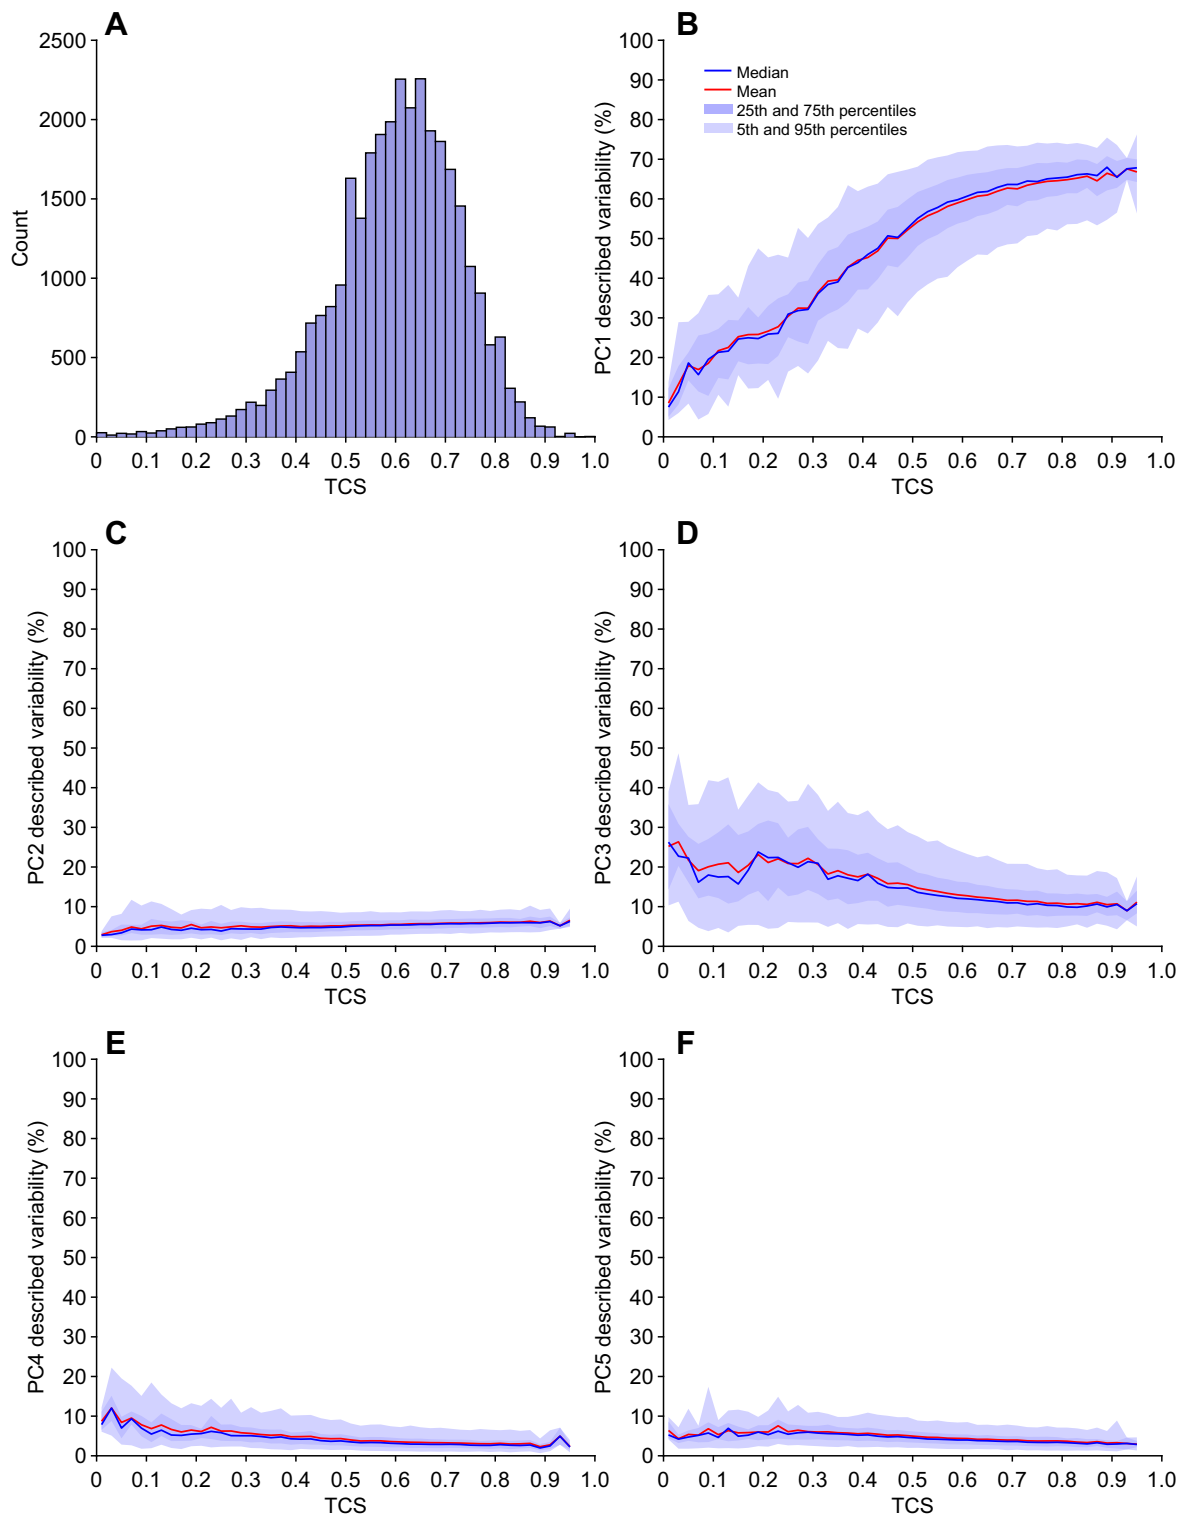 A
2500
2000
1500
1000
500
0
Count
0 0.1 0.2 0.3 0.4 0.5 0.6 0.7 0.8 0.9 1.0
TCS
B
100
90
80
70
60
50
40
30
20
10
0
PC1 described variability (%)
Median
Mean
25th and 75th percentiles
5th and 95th percentiles
0 0.1 0.2 0.3 0.4 0.5 0.6 0.7 0.8 0.9 1.0
TCS
C
100
90
80
70
60
50
40
30
20
10
0
PC2 described variability (%)
0 0.1 0.2 0.3 0.4 0.5 0.6 0.7 0.8 0.9 1.0
TCS
D
100
90
80
70
60
50
40
30
20
10
0
PC3 described variability (%)
0 0.1 0.2 0.3 0.4 0.5 0.6 0.7 0.8 0.9 1.0
TCS
E
100
90
80
70
60
50
40
30
20
10
0
PC4 described variability (%)
0 0.1 0.2 0.3 0.4 0.5 0.6 0.7 0.8 0.9 1.0
TCS
F
100
90
80
70
60
50
40
30
20
10
0
PC5 described variability (%)
0 0.1 0.2 0.3 0.4 0.5 0.6 0.7 0.8 0.9 1.0
TCS